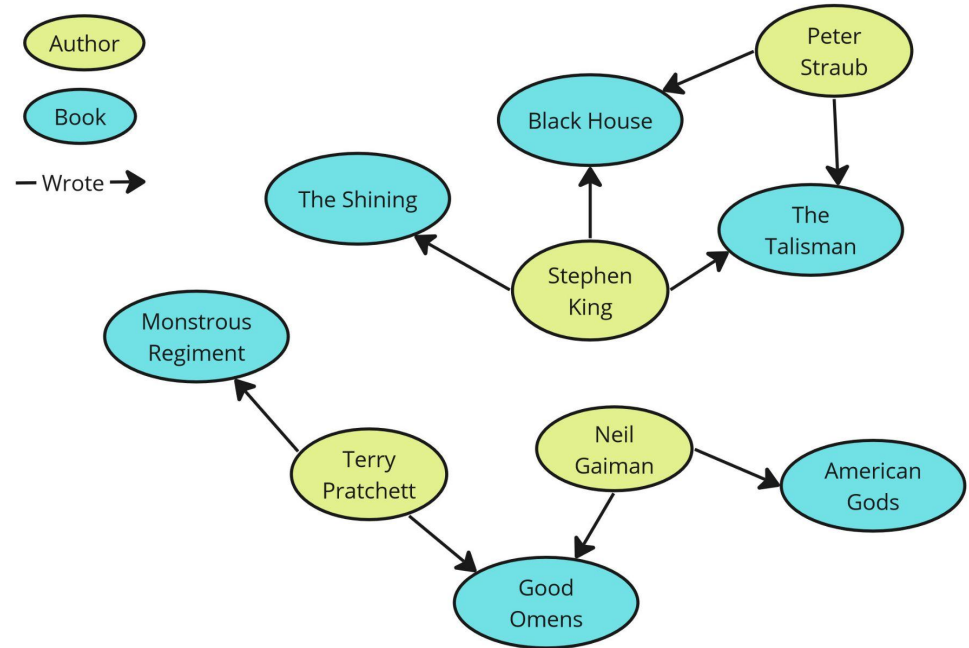 Author
Book
Wrote
Peter
Straub
Black House
The Shining
The
Talisman
Stephen
King
Monstrous
Regiment
Neil
Gaiman
Terry
Pratchett
American
Gods
Good
Omens